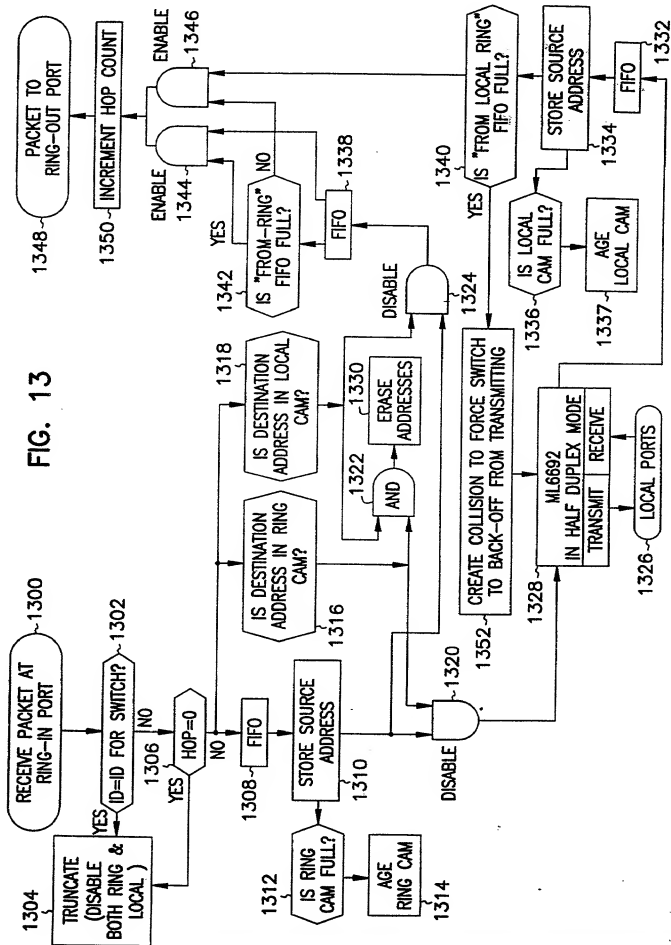 FIG. 13
1300
RECEIVE PACKET AT
RING-IN PORT
1302
ID=ID FOR SWITCH?
YES
NO
1304
TRUNCATE
(DISABLE
BOTH RING &
LOCAL )
1306
HOP=0
YES
NO
1308
FIFO
1310
STORE SOURCE
ADDRESS
1312
IS RING
CAM FULL?
1314
AGE
RING CAM
1316
IS DESTINATION
ADDRESS IN RING
CAM?
1318
IS DESTINATION
ADDRESS IN LOCAL
CAM?
1322
AND
1330
ERASE
ADDRESSES
1320
DISABLE
1324
DISABLE
1338
FIFO
1342
IS "FROM-RING"
FIFO FULL?
YES
NO
1344
ENABLE
1346
ENABLE
1350
INCREMENT HOP COUNT
1348
PACKET TO
RING-OUT PORT
1352
CREATE COLLISION TO FORCE SWITCH
TO BACK-OFF FROM TRANSMITTING
1328
ML6692
IN HALF DUPLEX MODE
TRANSMIT
RECEIVE
1326
LOCAL PORTS
1340
IS "FROM LOCAL RING"
FIFO FULL?
YES
1334
STORE SOURCE
ADDRESS
1332
FIFO
1336
IS LOCAL
CAM FULL?
1337
AGE
LOCAL CAM